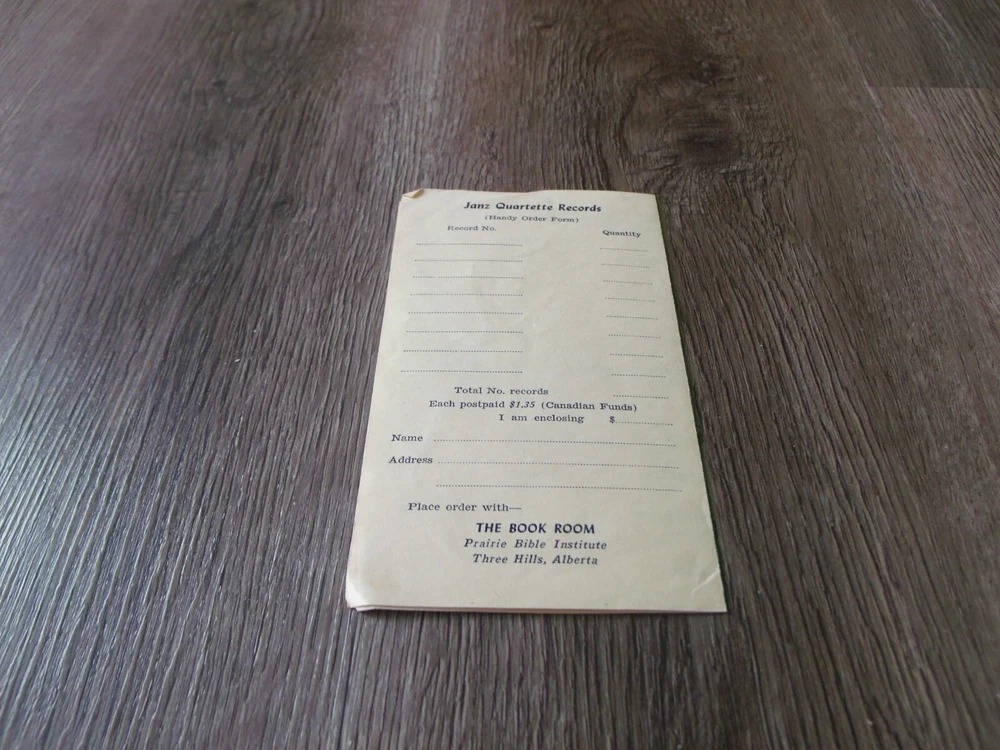 Janz Quartette Records
(Handy Order Form)
Record No. Quantity
Total No. records
Each postpaid $1.35 (Canadian Funds)
I am enclosing $
Name
Address
Place order with—
THE BOOK ROOM
Prairie Bible Institute
Three Hills, Alberta